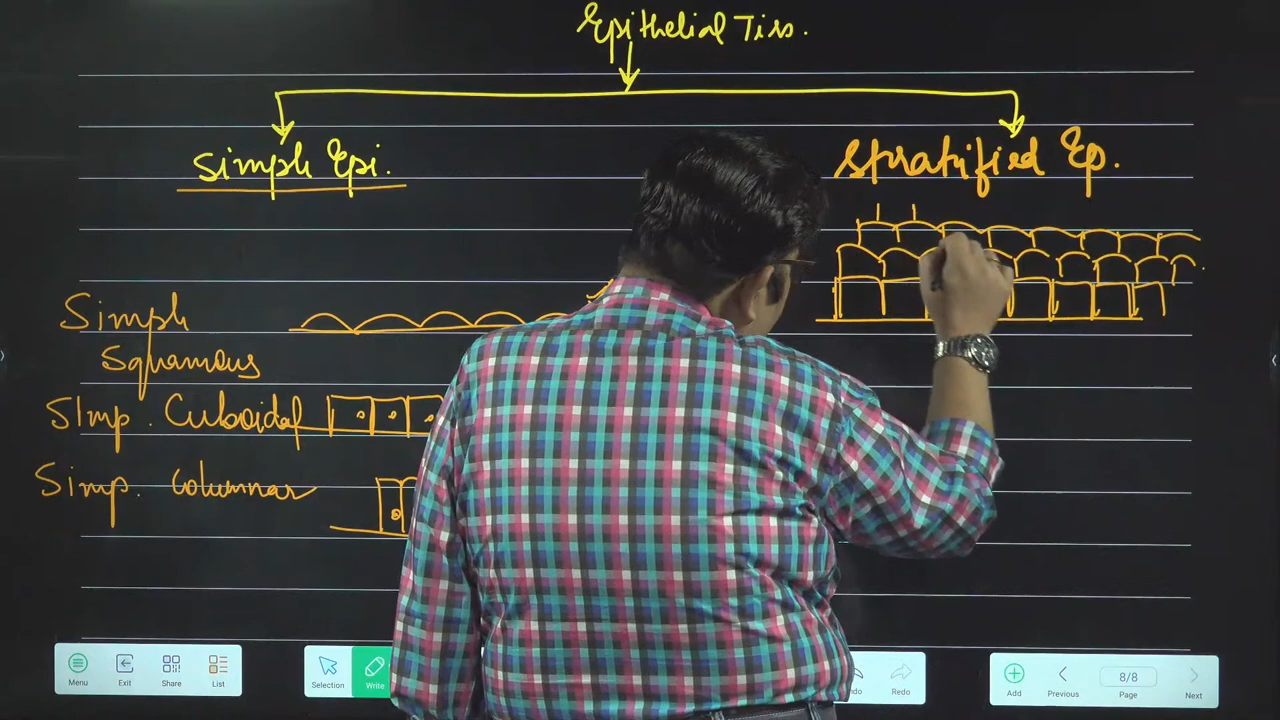 Epithelial Tiss.
Simple Epi.
Stratified Ep.
Simple
Squamous
Simp. Cuboidal
Simp. Columnar
Menu
Exit
Share
List
Selection
Write
Redo
Add
Previous
8/8
Page
Next